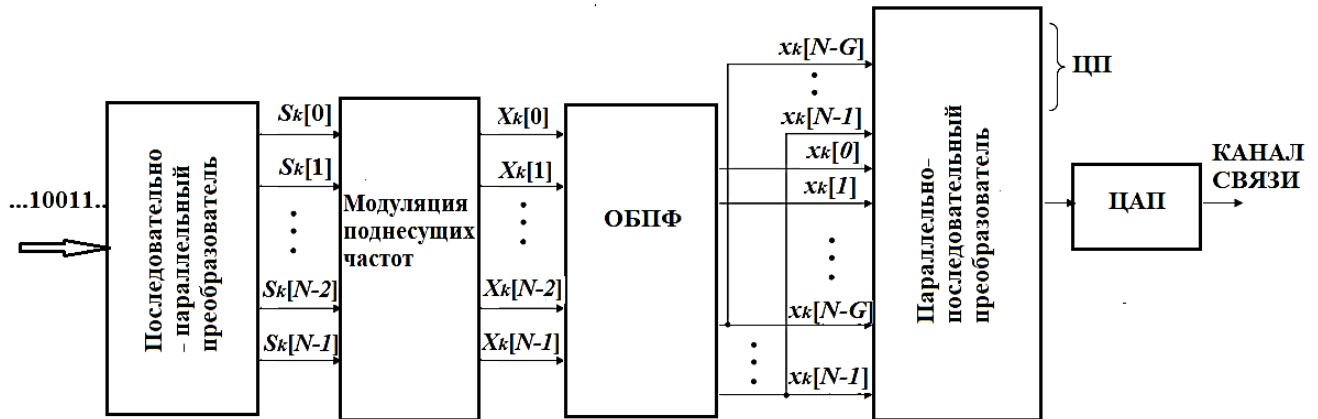 ...10011..
Последовательно
- параллельный
преобразователь
Sk[0]
Sk[1]
Sk[N-2]
Sk[N-1]
Модуляция
поднесущих
частот
Xk[0]
Xk[1]
Xk[N-2]
Xk[N-1]
ОБПФ
xk[N-G]
xk[N-1]
xk[0]
xk[1]
xk[N-G]
xk[N-1]
Параллельно-
последовательный
преобразователь
ЦП
ЦАП
КАНАЛ
СВЯЗИ